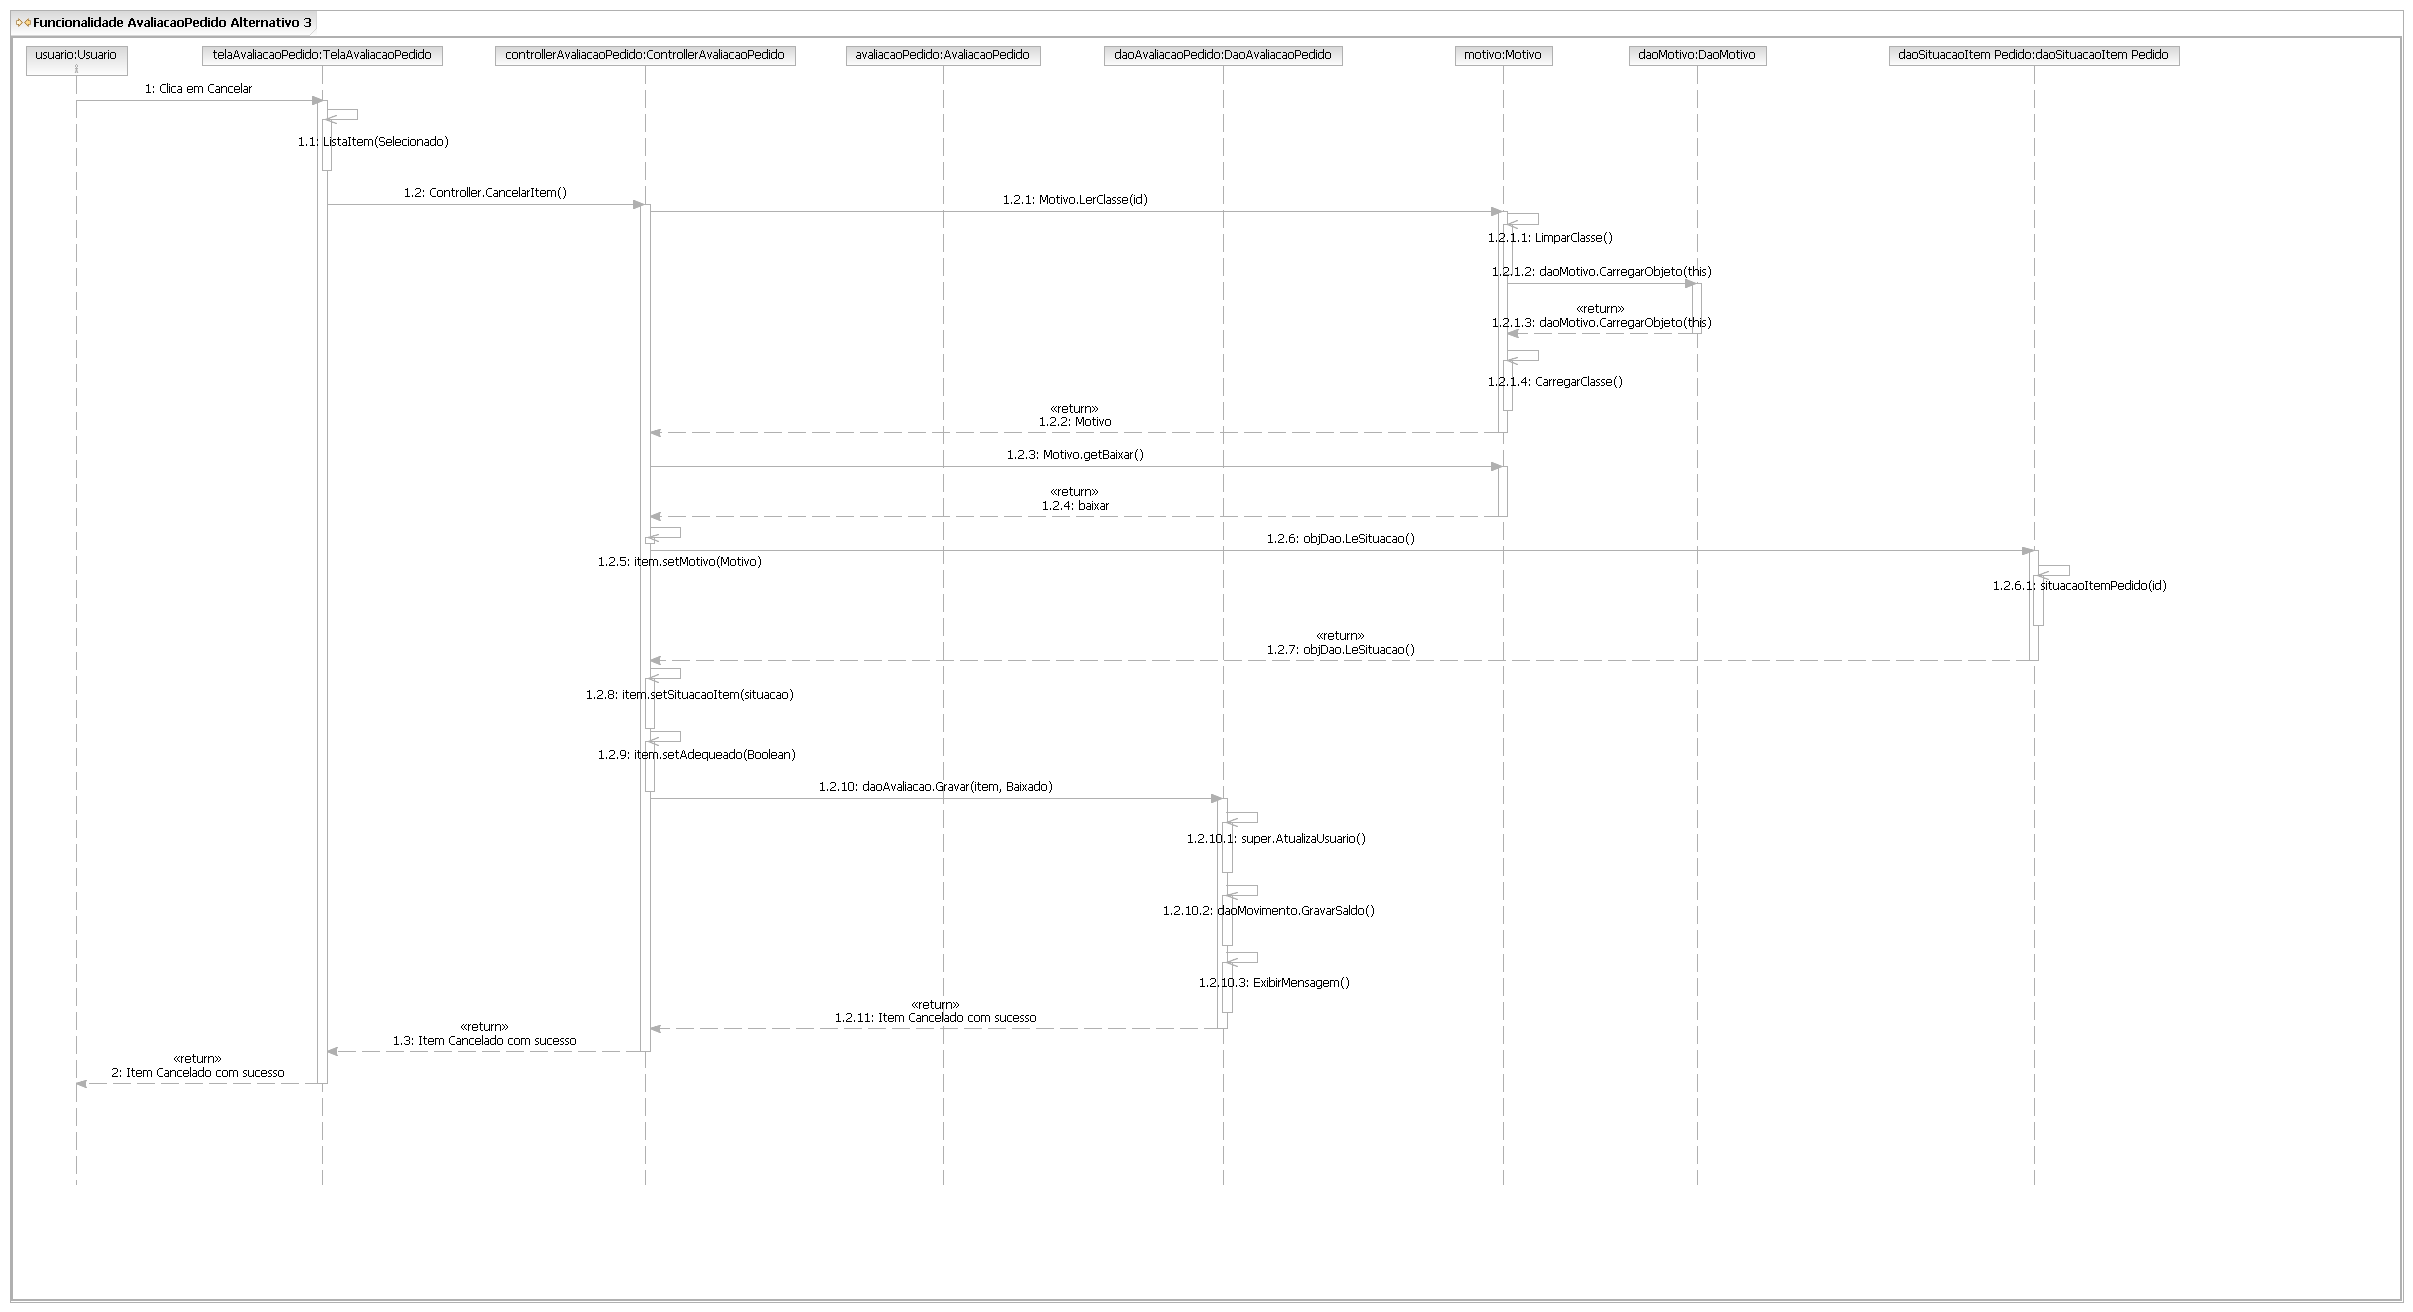 Funcionalidade AvaliacaoPedido Alternativo 3
usuario:Usuario
telaAvaliacaoPedido:TelaAvaliacaoPedido
controllerAvaliacaoPedido:ControllerAvaliacaoPedido
avaliacaoPedido:AvaliacaoPedido
daoAvaliacaoPedido:DaoAvaliacaoPedido
motivo:Motivo
daoMotivo:DaoMotivo
daoSituacaoItem Pedido:daoSituacaoItem Pedido
1: Clica em Cancelar
1.1: ListaItem(Selecionado)
1.2: Controller.CancelarItem()
1.2.1: Motivo.LerClasse(id)
1.2.1.1: LimparClasse()
1.2.1.2: daoMotivo.CarregarObjeto(this)
«return»
1.2.1.3: daoMotivo.CarregarObjeto(this)
1.2.1.4: CarregarClasse()
«return»
1.2.2: Motivo
1.2.3: Motivo.getBaixar()
«return»
1.2.4: baixar
1.2.5: item.setMotivo(Motivo)
1.2.6: objDao.LeSituacao()
1.2.6.1: situacaoItemPedido(id)
«return»
1.2.7: objDao.LeSituacao()
1.2.8: item.setSituacaoItem(situacao)
1.2.9: item.setAdequeado(Boolean)
1.2.10: daoAvaliacao.Gravar(item, Baixado)
1.2.10.1: super.AtualizaUsuario()
1.2.10.2: daoMovimento.GravarSaldo()
1.2.10.3: ExibirMensagem()
«return»
1.2.11: Item Cancelado com sucesso
«return»
1.3: Item Cancelado com sucesso
«return»
2: Item Cancelado com sucesso